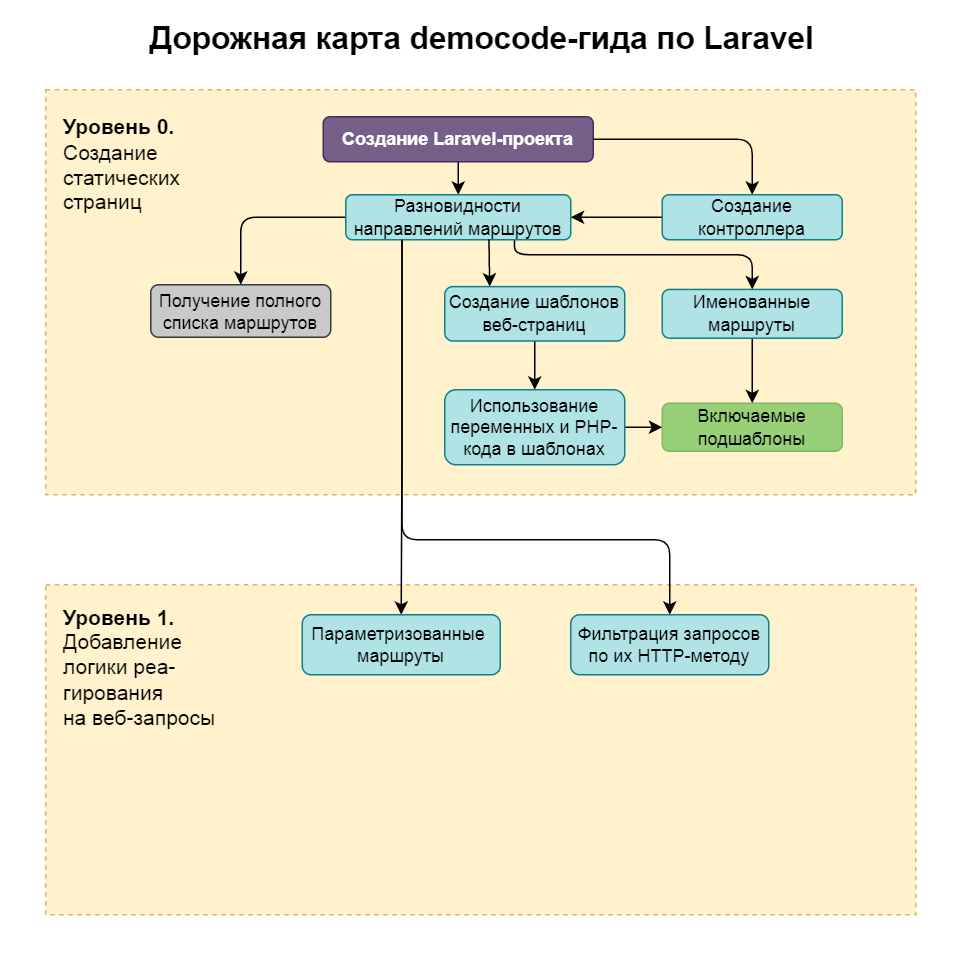 Дорожная карта democode-гида по Laravel
Уровень 0.
Создание
статических
страниц
Создание Laravel-проекта
Разновидности
направлений маршрутов
Создание
контроллера
Получение полного
списка маршрутов
Создание шаблонов
веб-страниц
Именованные
маршруты
Использование
переменных и PHP-
кода в шаблонах
Включаемые
подшаблоны
Уровень 1.
Добавление
логики реа-
гирования
на веб-запросы
Параметризованные
маршруты
Фильтрация запросов
по их HTTP-методу